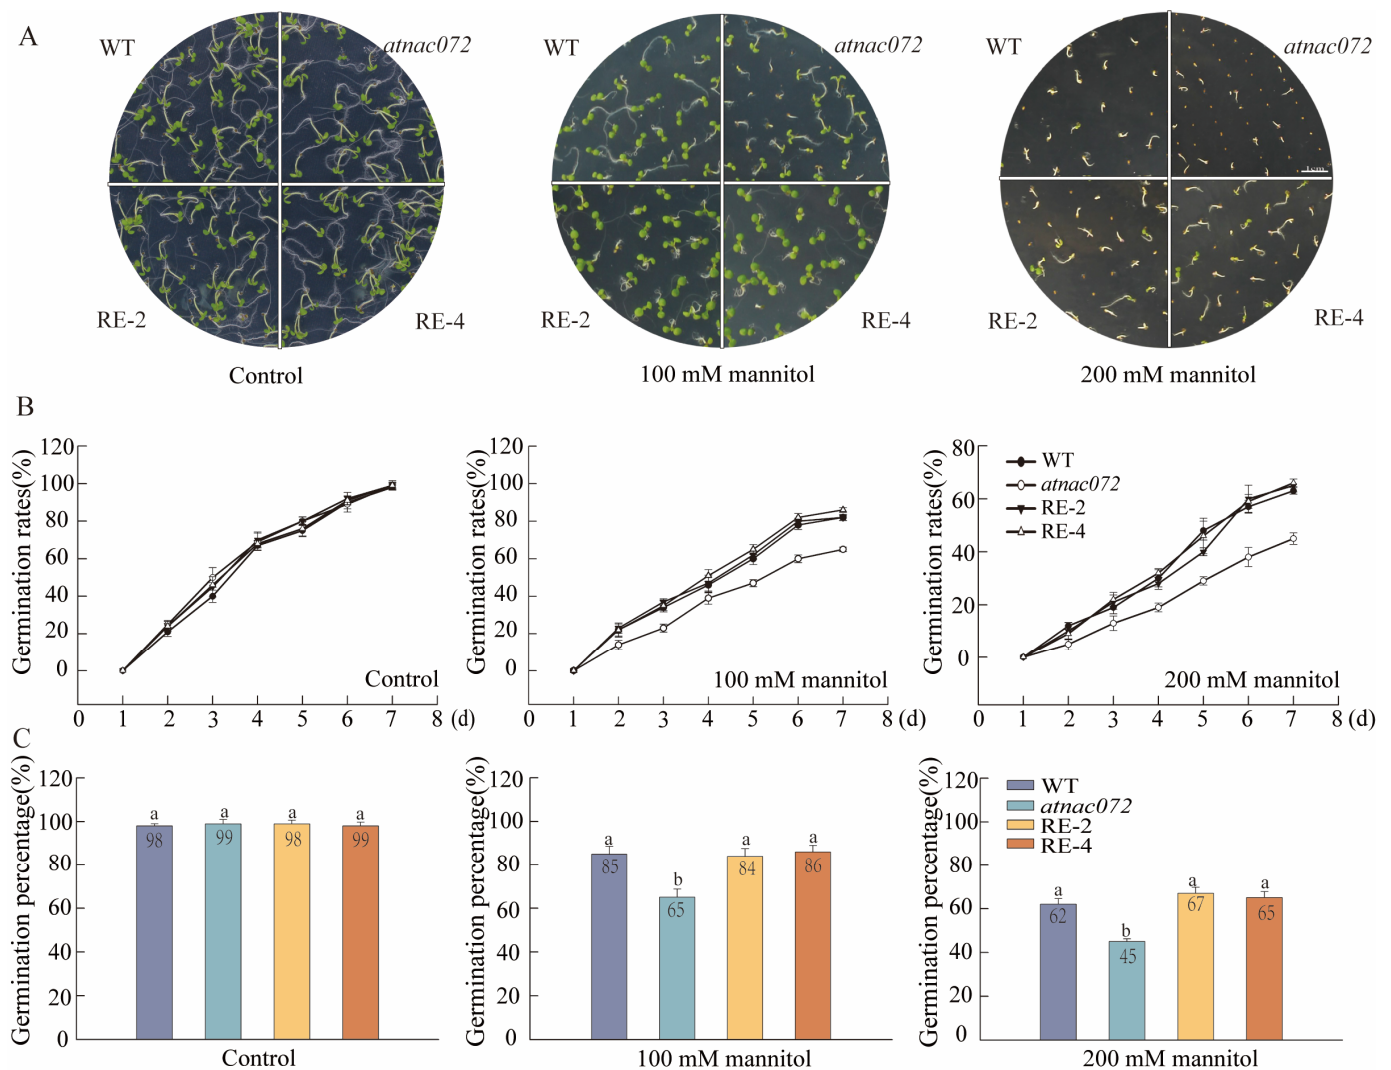 A
WT
atnac072
WT
atnac072
WT
atnac072
1cm
RE-2
RE-4
RE-2
RE-4
RE-2
RE-4
Control
100 mM mannitol
200 mM mannitol
B
Germination rates(%)
120
100
80
60
40
20
0
Control
0 1 2 3 4 5 6 7 8 (d)
Germination rates(%)
120
100
80
60
40
20
0
100 mM mannitol
0 1 2 3 4 5 6 7 8 (d)
Germination rates(%)
80
60
40
20
0
WT
atnac072
RE-2
RE-4
200 mM mannitol
0 1 2 3 4 5 6 7 8 (d)
C
Germination percentage(%)
120
100
80
60
40
20
0
a a a a
98 99 98 99
Control
Germination percentage(%)
120
100
80
60
40
20
0
a b a a
85 65 84 86
100 mM mannitol
Germination percentage(%)
120
100
80
60
40
20
0
WT
atnac072
RE-2
RE-4
a b a a
62 45 67 65
200 mM mannitol